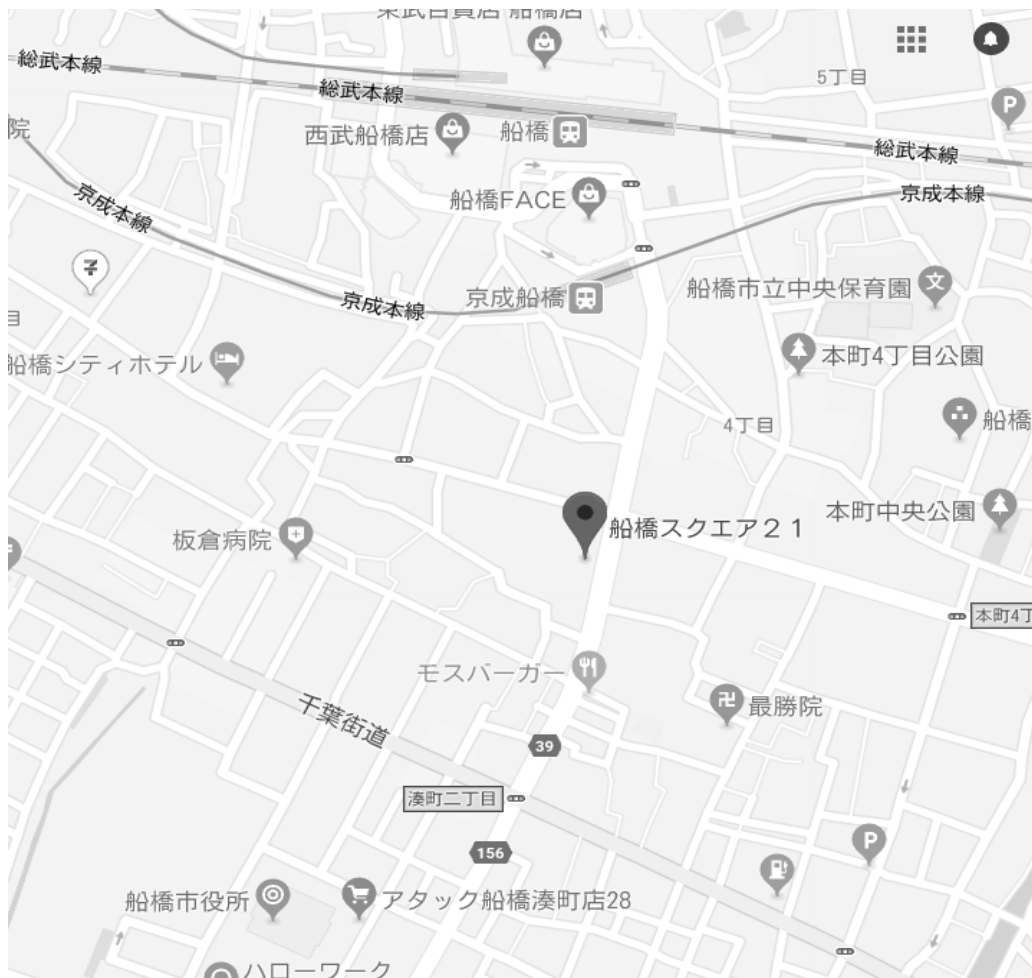 東武百貨店 船橋店
総武本線
総武本線
5丁目
P
院
西武船橋店
船橋
総武本線
京成本線
船橋FACE
京成本線
京成本線
京成船橋
船橋市立中央保育園
文
目
船橋シティホテル
本町4丁目公園
4丁目
船橋
本町中央公園
船橋スクエア21
板倉病院
本町4丁
モスバーガー
卍
最勝院
千葉街道
39
湊町二丁目
156
P
船橋市役所
アタック船橋湊町店28
ハローワーク